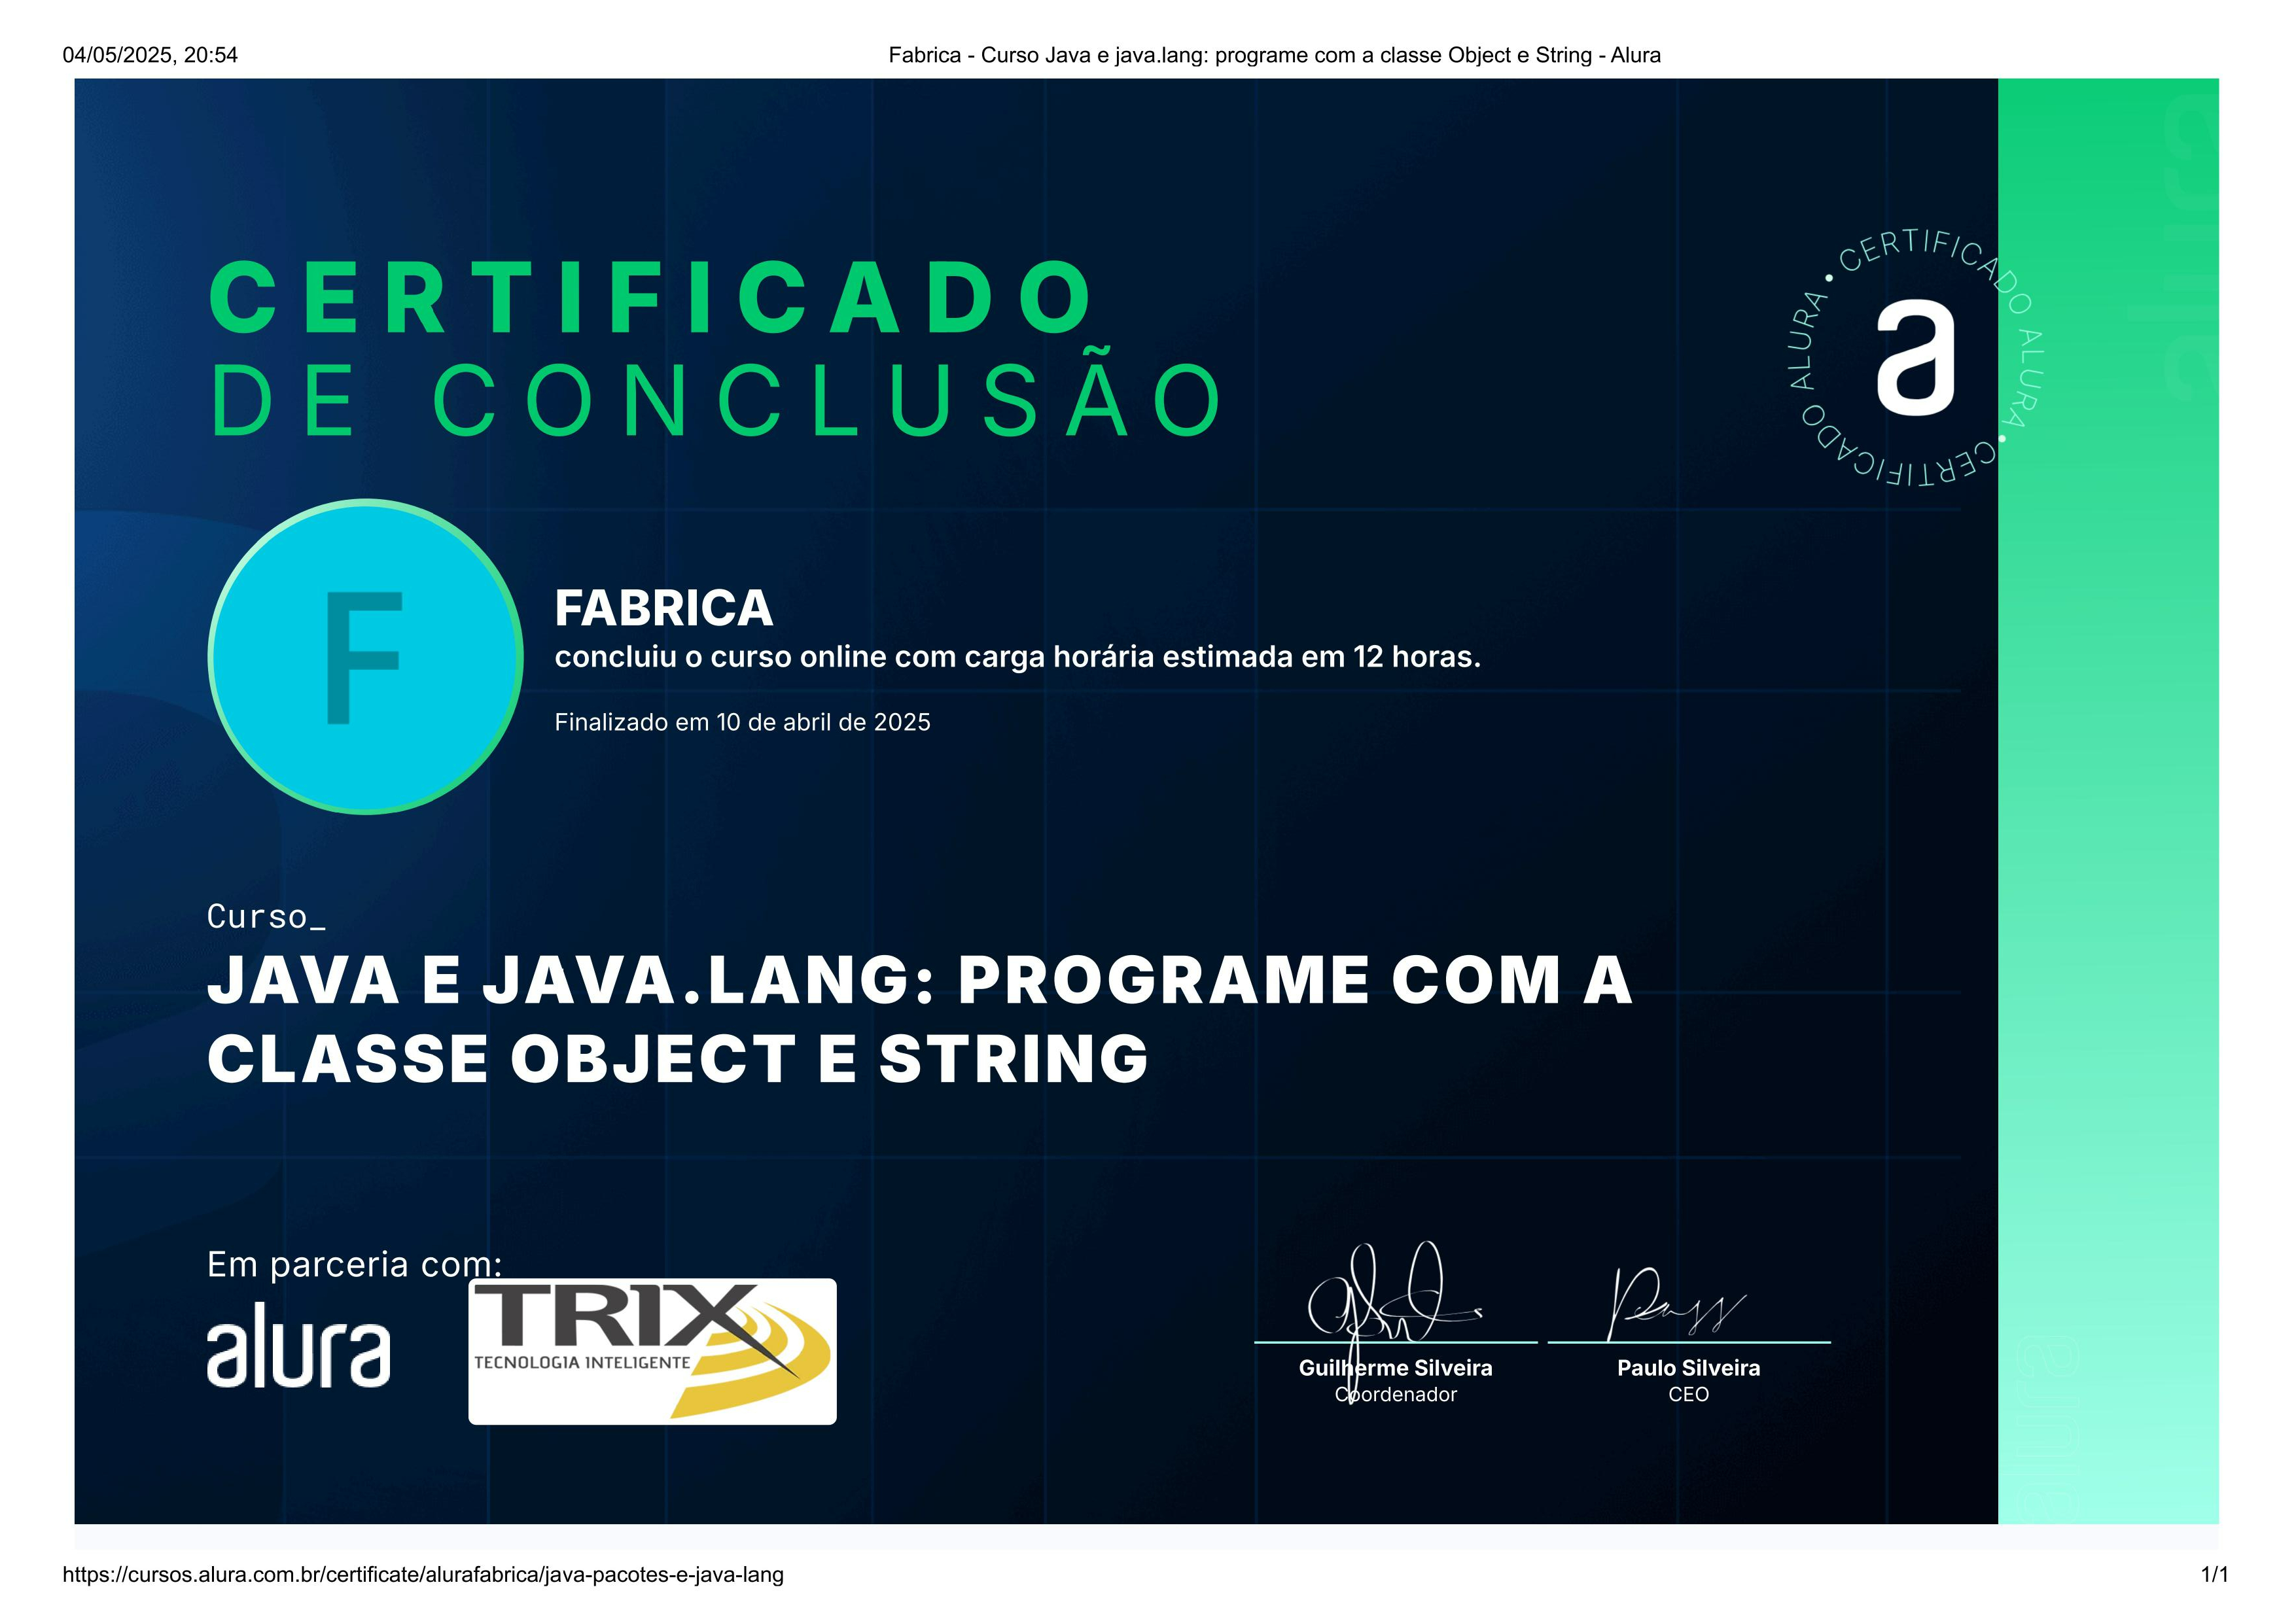 04/05/2025, 20:54
Fabrica - Curso Java e java.lang: programe com a classe Object e String - Alura
CERTIFICADO
DE CONCLUSÃO
CERTIFICADO ALURA • CERTIFICADO ALURA •
a
F
FABRICA
concluiu o curso online com carga horária estimada em 12 horas.
Finalizado em 10 de abril de 2025
Curso_
JAVA E JAVA.LANG: PROGRAME COM A
CLASSE OBJECT E STRING
Em parceria com:
alura
TRIX
TECNOLOGIA INTELIGENTE
Guilherme Silveira
Coordenador
Paulo Silveira
CEO
alura
alura
https://cursos.alura.com.br/certificate/alurafabrica/java-pacotes-e-java-lang
1/1